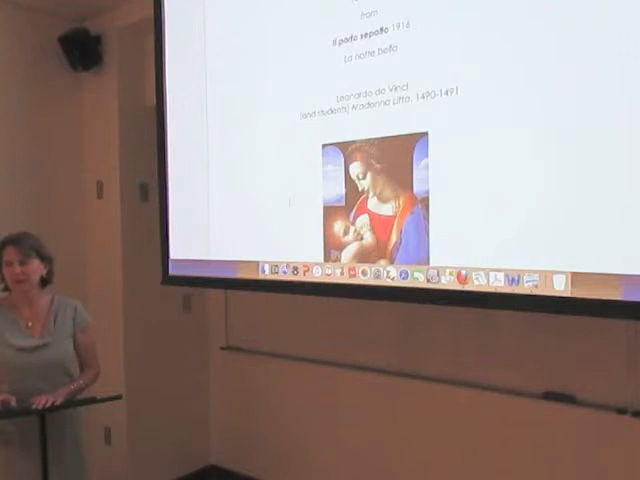 from
Il porto sepolto 1916
La notte bella
Leonardo da Vinci
[and students] Madonna Litta, 1490-1491